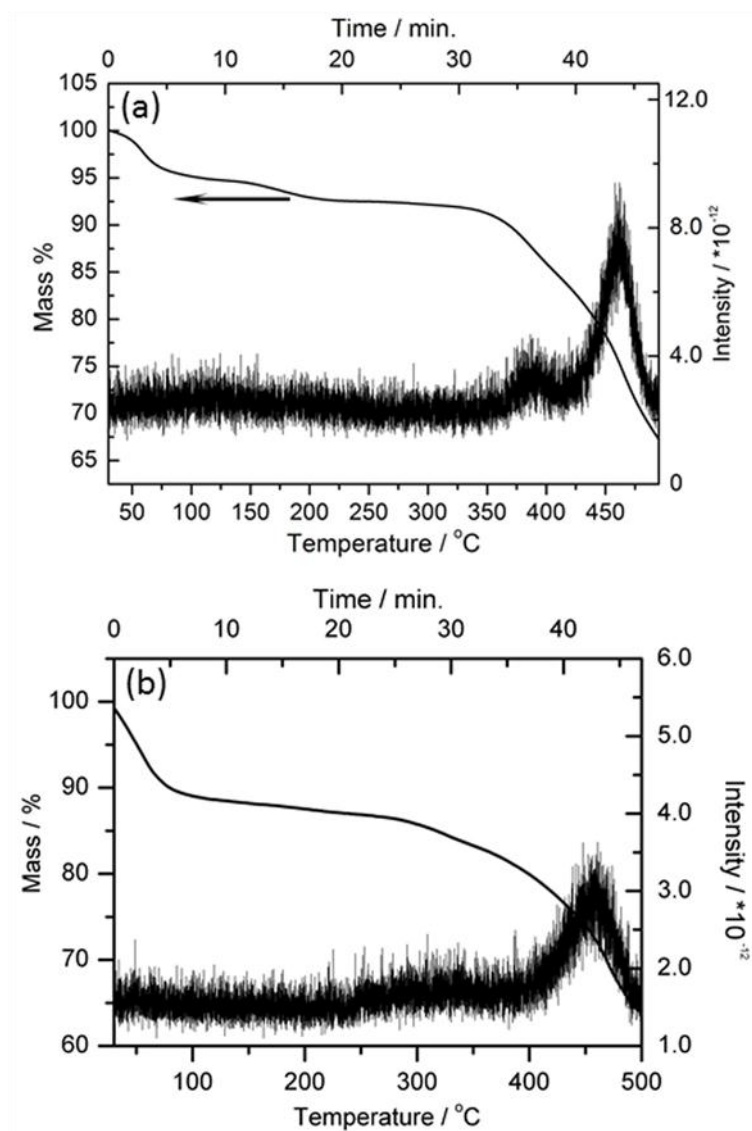 Time / min.
0 10 20 30 40
(a)
105
100
95
90
85
80
75
70
65
Mass %
12.0
8.0
4.0
0
Intensity / *10⁻¹²
50 100 150 200 250 300 350 400 450
Temperature / °C
Time / min.
0 10 20 30 40
(b)
100
90
80
70
60
Mass / %
6.0
5.0
4.0
3.0
2.0
1.0
Intensity / *10⁻¹²
100 200 300 400 500
Temperature / °C